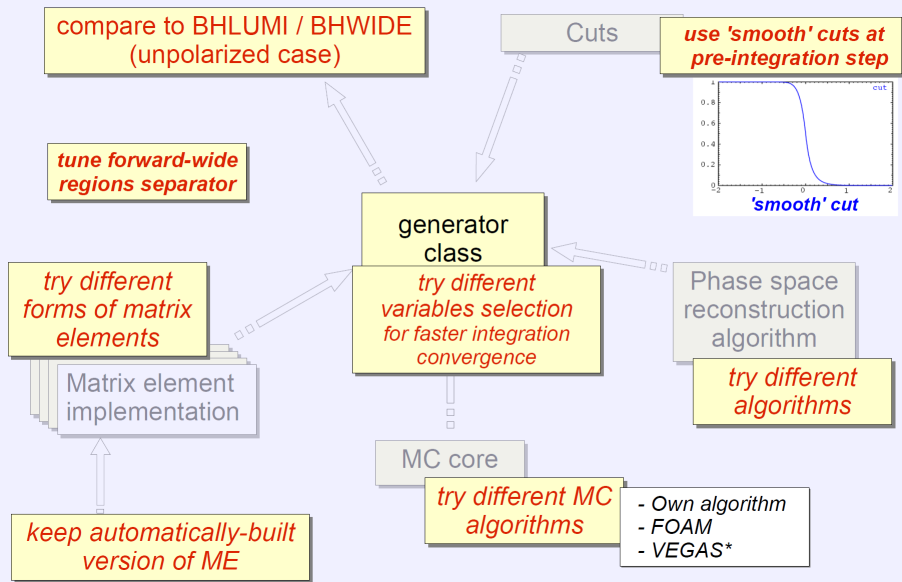 compare to BHLUMI / BHWIDE
(unpolarized case)
Cuts
use 'smooth' cuts at
pre-integration step
cut
1
0.8
0.6
0.4
0.2
0
-2
-1
0
1
2
'smooth' cut
tune forward-wide
regions separator
generator
class
try different
variables selection
for faster integration
convergence
try different
forms of matrix
elements
Matrix element
implementation
Phase space
reconstruction
algorithm
try different
algorithms
MC core
try different MC
algorithms
- Own algorithm
- FOAM
- VEGAS*
keep automatically-built
version of ME